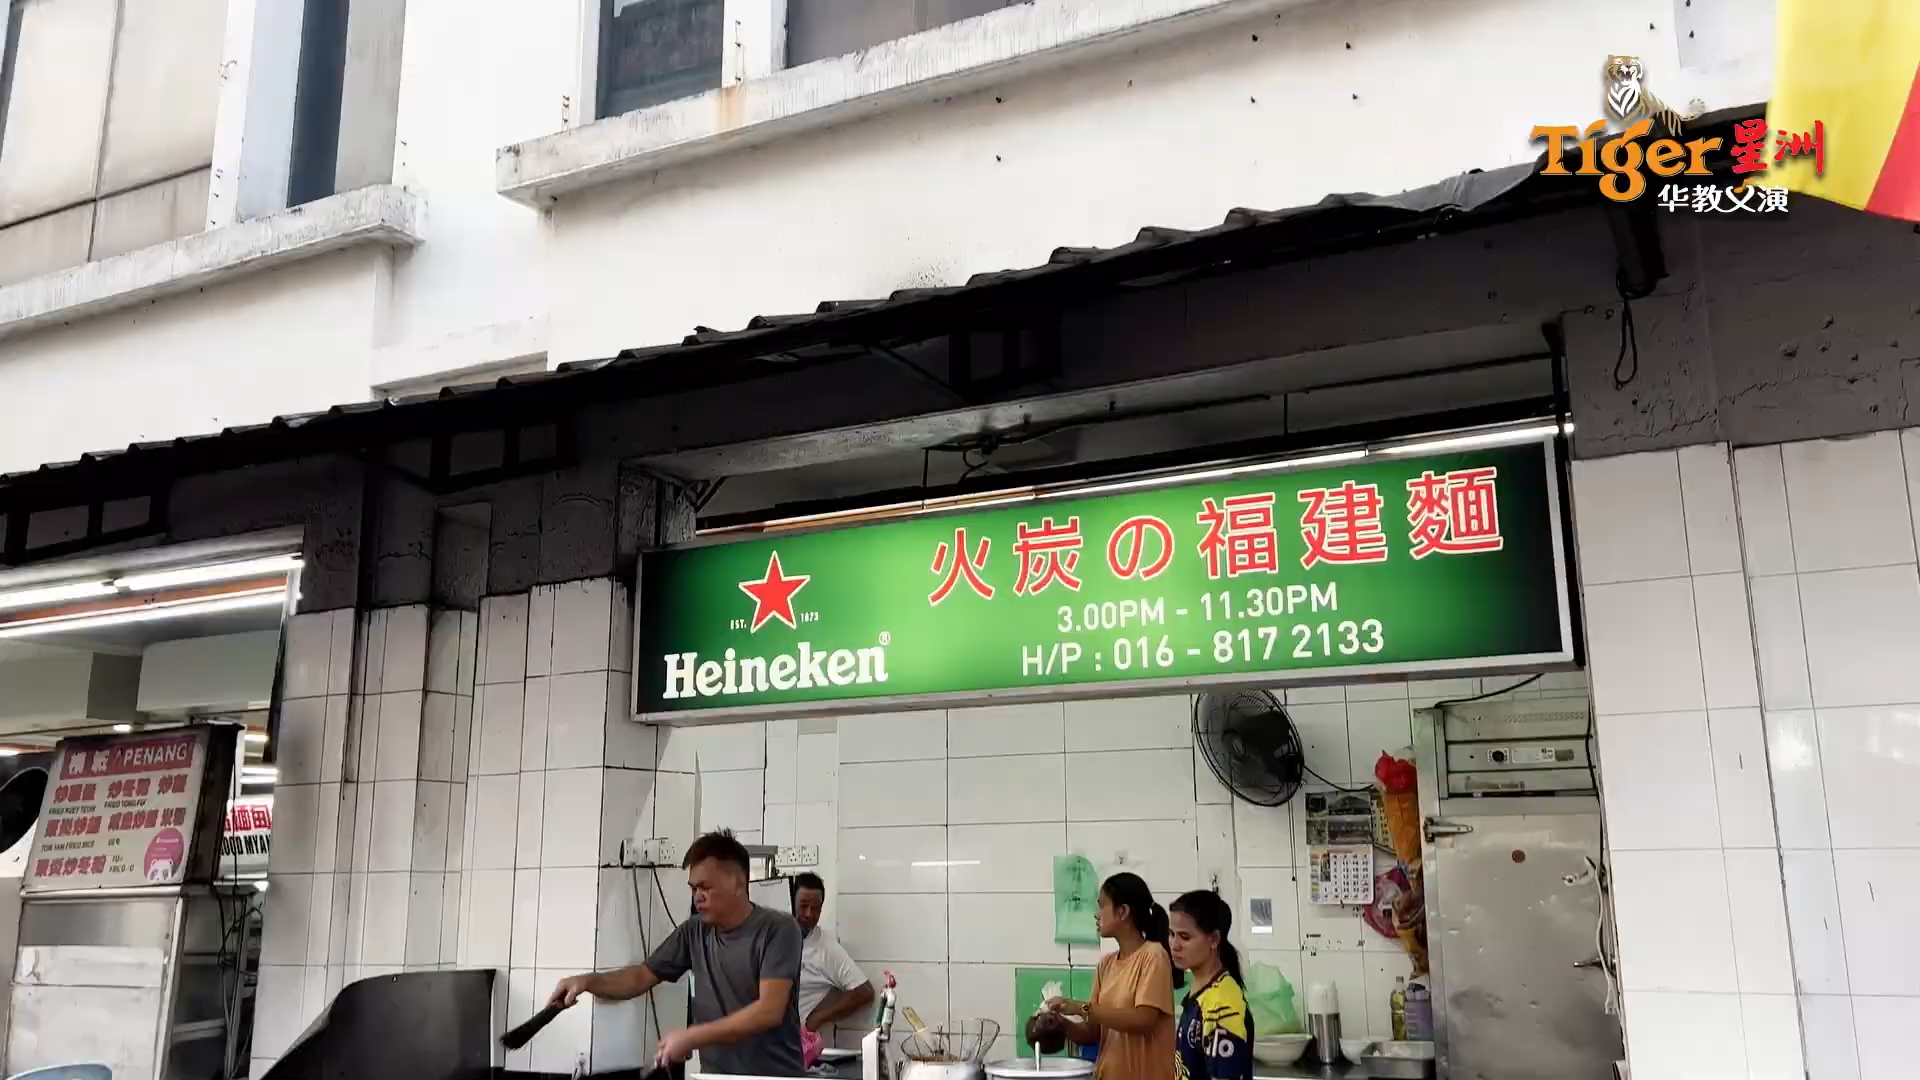 Tiger 星洲
华教义演
火炭の福建麵
3.00PM - 11.30PM
H/P : 016 - 817 2133
EST. 1873
Heineken®
PENANG